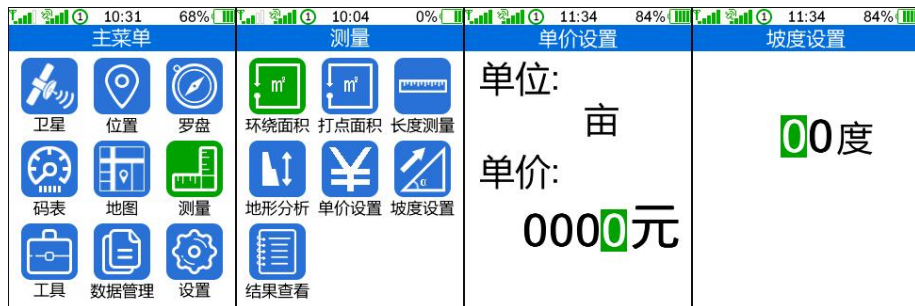 ① 10:31 68%
主菜单
卫星 位置 罗盘
码表 地图 测量
工具 数据管理 设置
① 10:04 0%
测量
m² m²
环绕面积 打点面积 长度测量
α
地形分析 单价设置 坡度设置
结果查看
① 11:34 84%
单价设置
单位:
亩
单价:
0000元
① 11:34 84%
坡度设置
00度